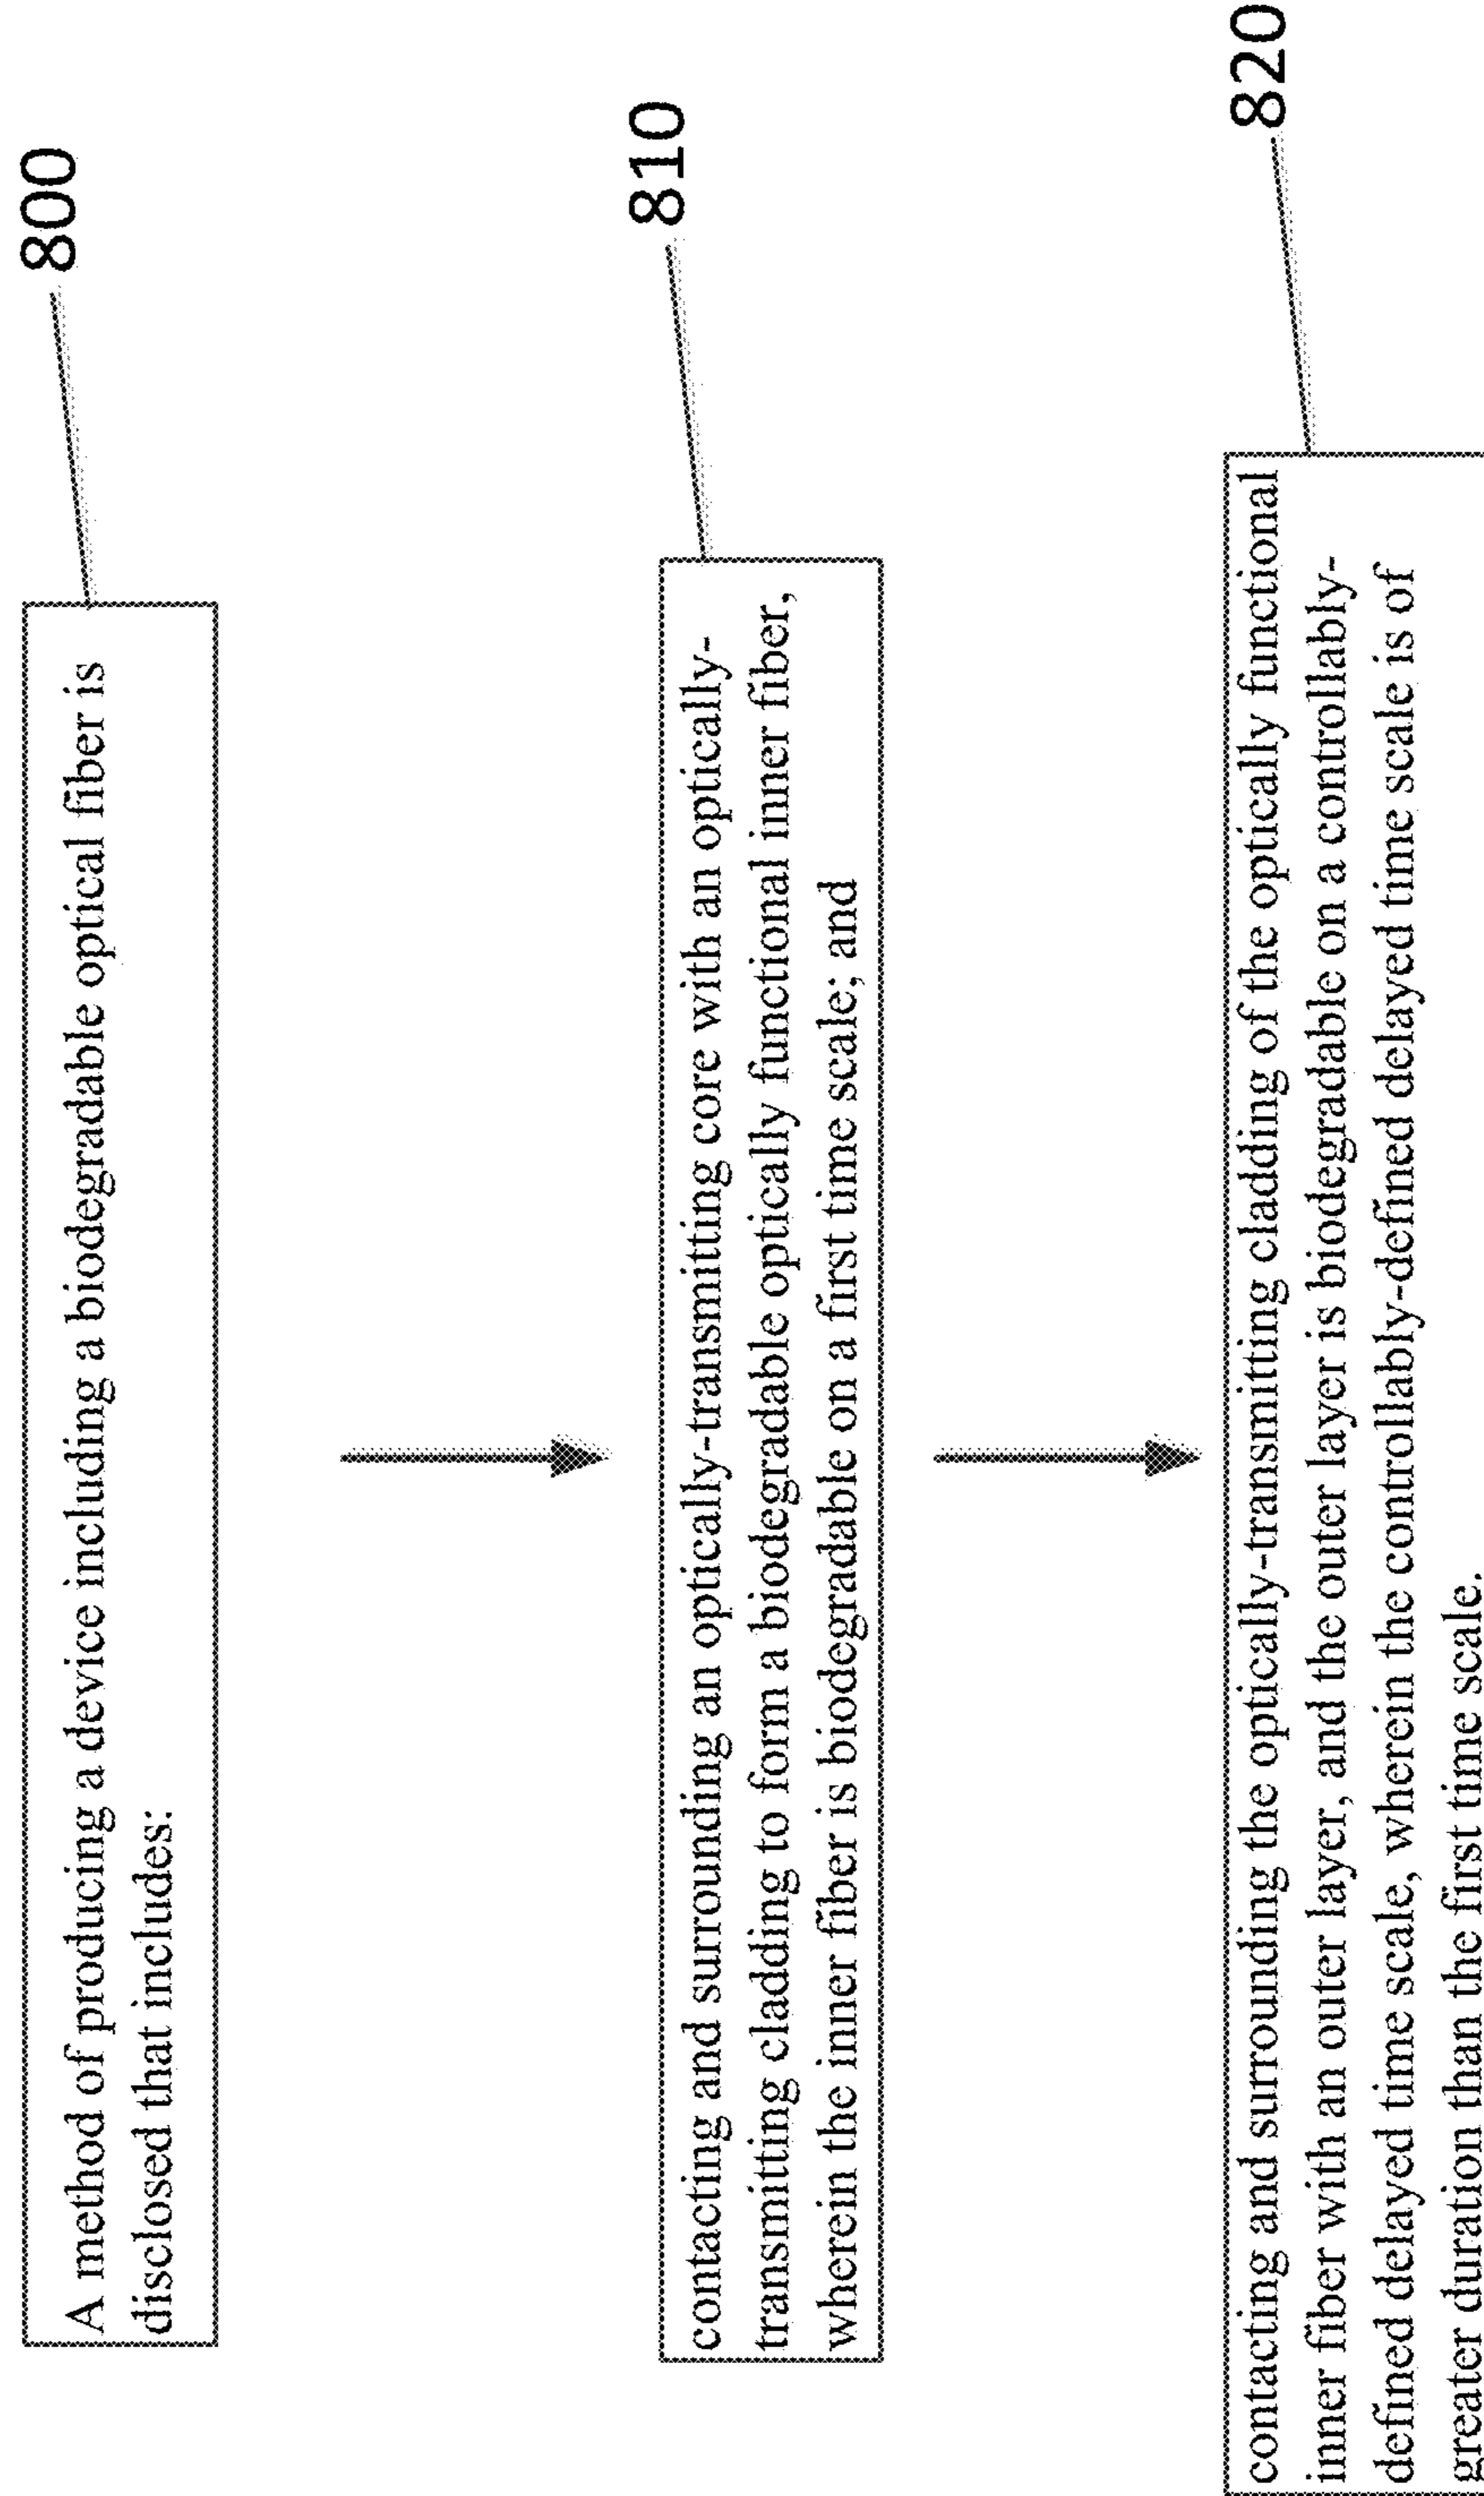 800
A method of producing a device including a biodegradable optical fiber is
disclosed that includes:
810
contacting and surrounding an optically-transmitting core with an optically-
transmitting cladding to form a biodegradable optically functional inner fiber,
wherein the inner fiber is biodegradable on a first time scale; and
820
contacting and surrounding the optically-transmitting cladding of the optically functional
inner fiber with an outer layer, and the outer layer is biodegradable on a controllably-
defined delayed time scale, wherein the controllably-defined delayed time scale is of
greater duration than the first time scale.